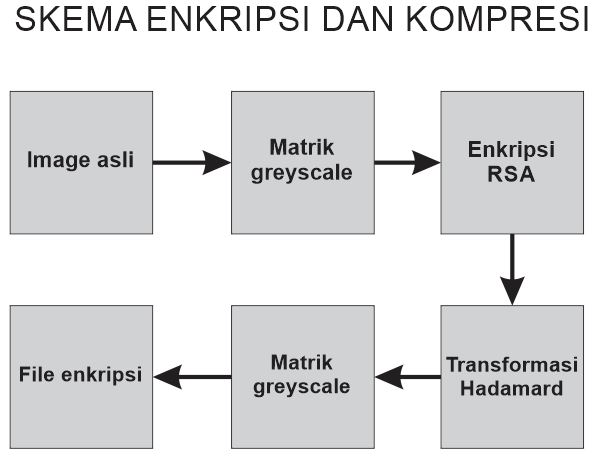 SKEMA ENKRIPSI DAN KOMPRESI
Image asli
Matrik
greyscale
Enkripsi
RSA
Transformasi
Hadamard
Matrik
greyscale
File enkripsi